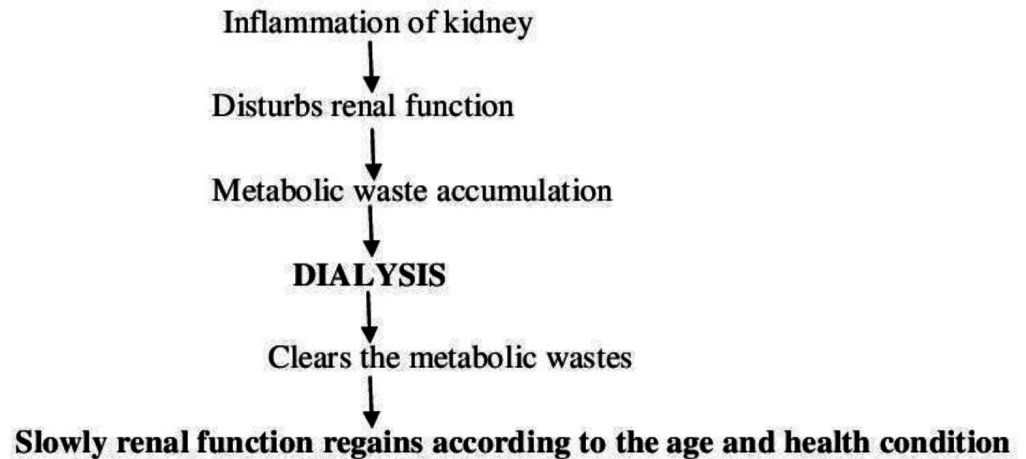 Inflammation of kidney
Disturbs renal function
Metabolic waste accumulation
DIALYSIS
Clears the metabolic wastes
Slowly renal function regains according to the age and health condition